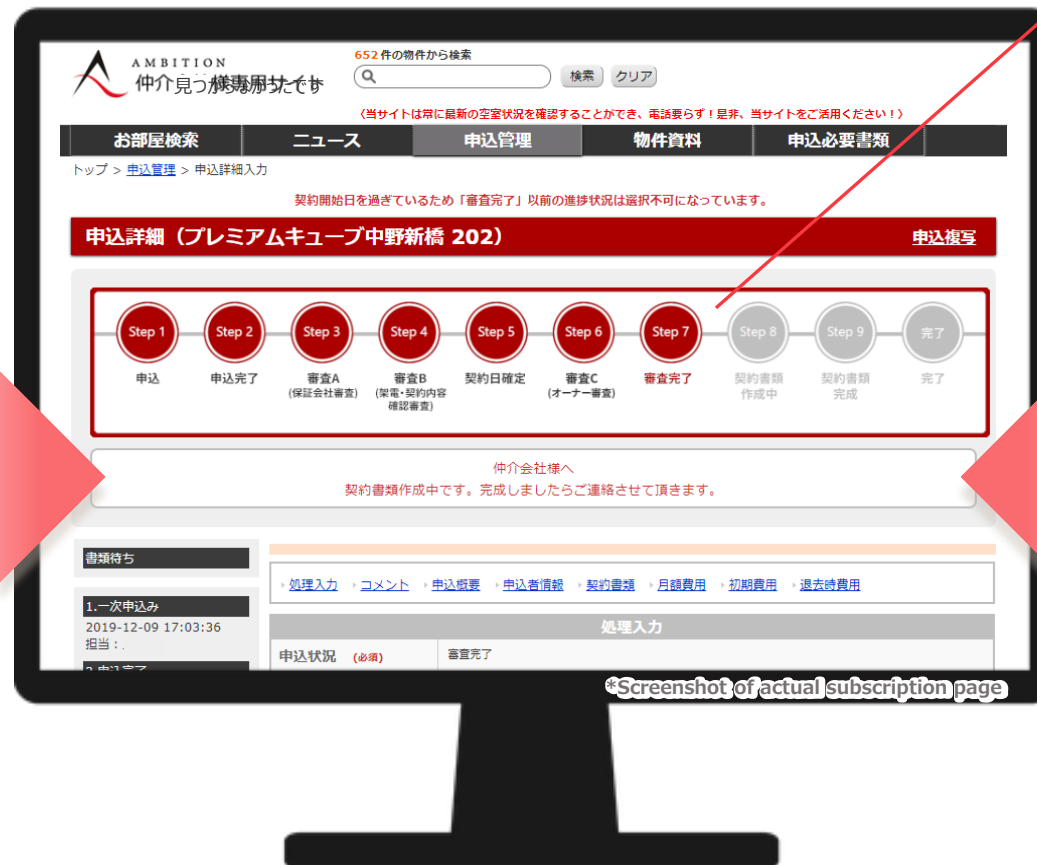 AMBITION
仲介
652件の物件から検索
検索 クリア
(当サイトは常に最新の空室状況を確認することができ、電話要らず！是非、当サイトをご活用ください！)
お部屋検索 ニュース 申込管理 物件資料 申込必要書類
トップ > 申込管理 > 申込詳細入力
契約開始日を過ぎているため「審査完了」以前の進捗状況は選択不可になっています。
申込詳細（プレミアムキューブ中野新橋 202） 申込複写
Step 1 Step 2 Step 3 Step 4 Step 5 Step 6 Step 7 Step 8 Step 9 完了
申込 申込完了 審査A 審査B 契約日確定 審査C 審査完了 契約書類 契約書類 完了
(保証会社審査) (架電・契約内容 (オーナー審査) 作成中 完成
確認審査)
仲介会社様へ
契約書類作成中です。完成しましたらご連絡させて頂きます。
書類待ち
処理入力 コメント 申込概要 申込者情報 契約書類 月額費用 初期費用 退去時費用
1.一次申込み
2019-12-09 17:03:36
処理入力
担当：.
申込状況 (必須) 審査完了
*Screenshot of actual subscription page